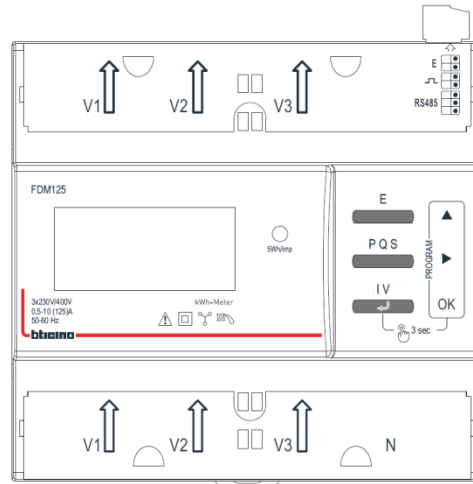 E
RS485
V1 V2 V3
FDM125
5Wh/imp
E
PQS
IV
PROGRAM
OK
3 sec
3x230V/400V
0,5-10 (125)A
50-60 Hz
kWh-Meter
bticino
V1 V2 V3 N